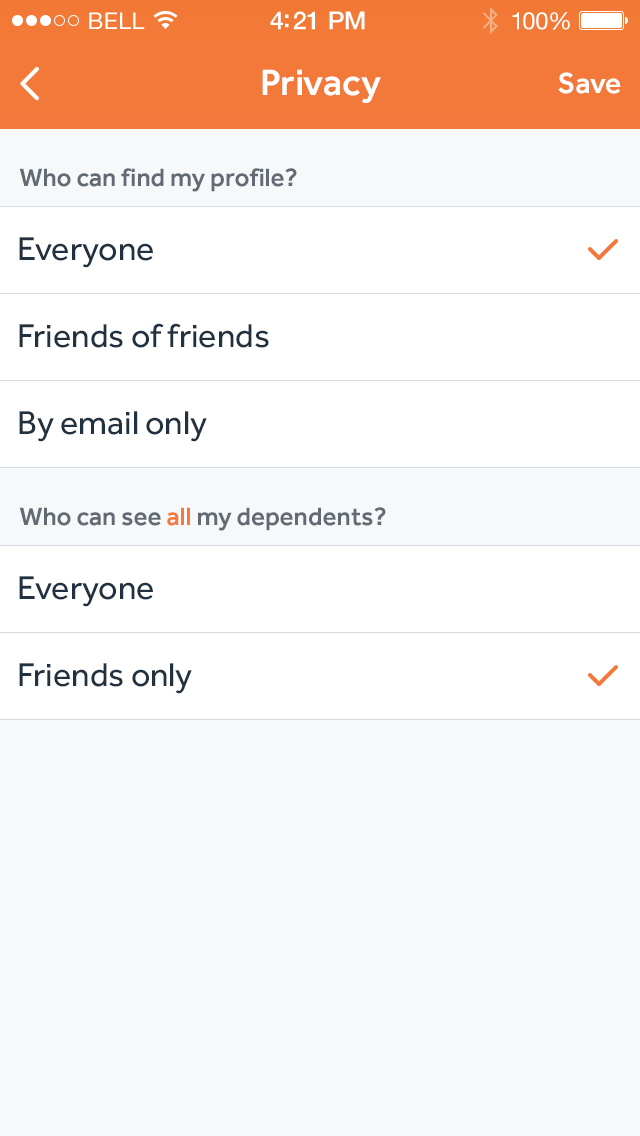 BELL 4:21 PM 100%
Privacy Save
Who can find my profile?
Everyone
Friends of friends
By email only
Who can see all my dependents?
Everyone
Friends only